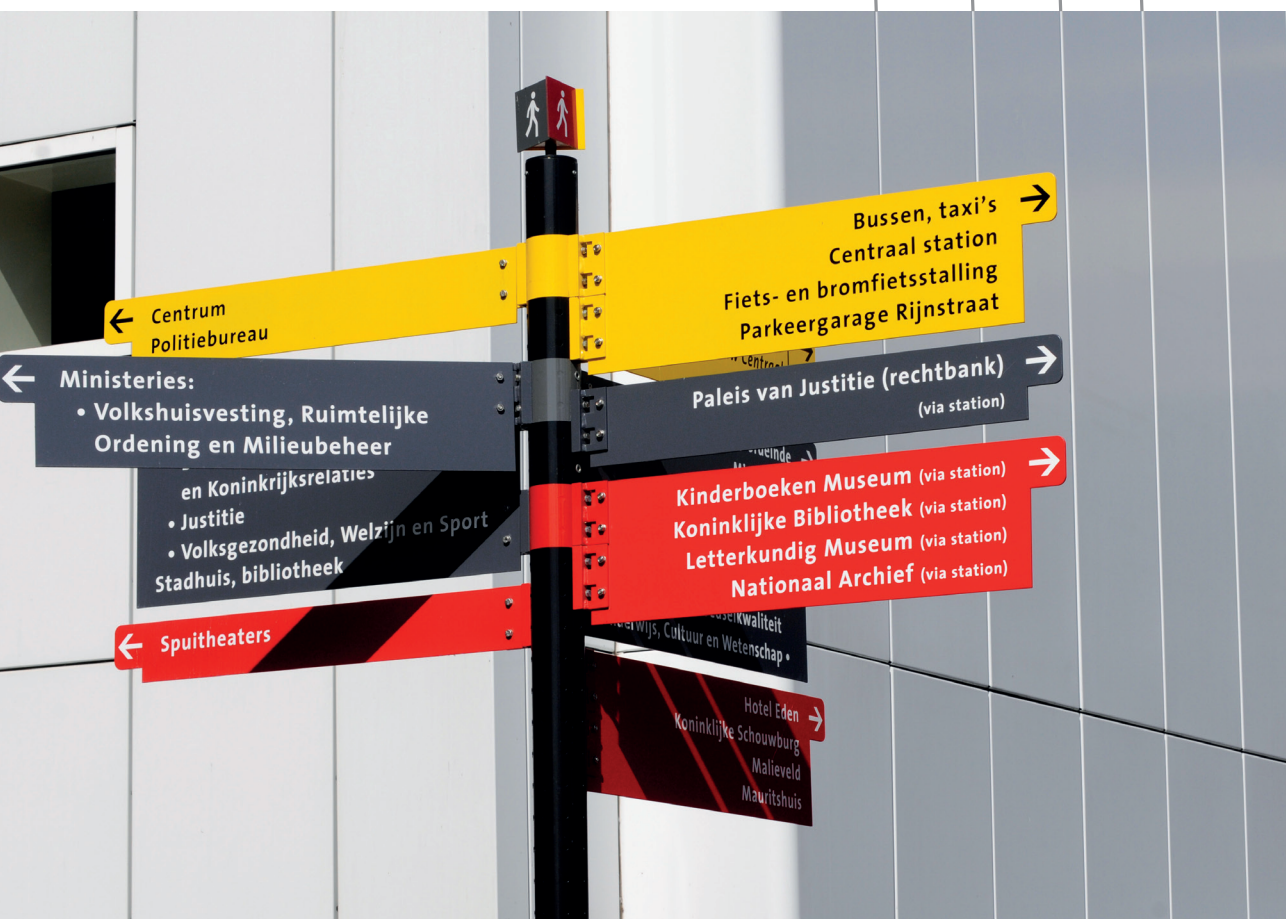 Centrum
Politiebureau
Ministeries:
• Volkshuisvesting, Ruimtelijke
Ordening en Milieubeheer
en Koninkrijksrelaties
• Justitie
• Volksgezondheid, Welzijn en Sport
Stadhuis, bibliotheek
Spuitheaters
Bussen, taxi's
Centraal station
Fiets- en bromfietsstalling
Parkeergarage Rijnstraat
Centraal
Paleis van Justitie (rechtbank)
(via station)
Kinderboeken Museum (via station)
Koninklijke Bibliotheek (via station)
Letterkundig Museum (via station)
Nationaal Archief (via station)
Cultuur en Wetenschap •
Hotel Eden
Koninklijke Schouwburg
Malieveld
Mauritshuis